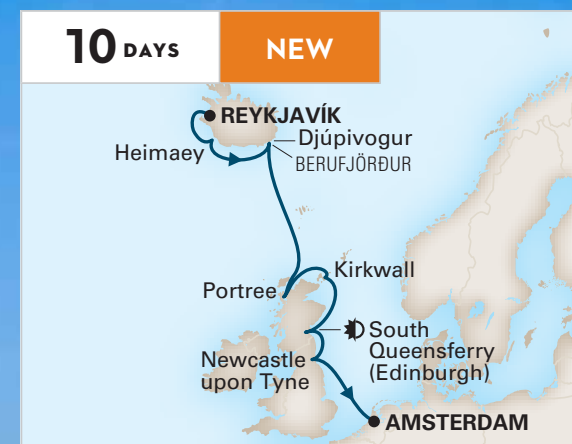 10 DAYS
NEW
REYKJAVÍK
Djúpivogur
Heimaey
BERUFJÖRÐUR
Kirkwall
Portree
South
Queensferry
(Edinburgh)
Newcastle
upon Tyne
AMSTERDAM